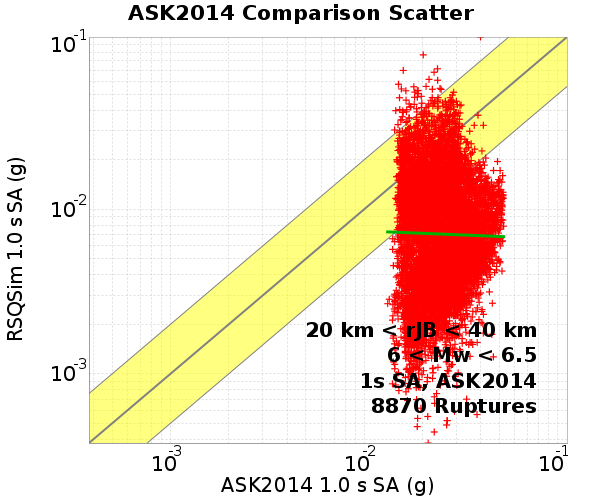 ASK2014 Comparison Scatter
10⁻¹
10⁻²
10⁻³
RSQSim 1.0 s SA (g)
20 km < rJB < 40 km
6 < Mw < 6.5
1s SA, ASK2014
8870 Ruptures
10⁻³ 10⁻² 10⁻¹
ASK2014 1.0 s SA (g)